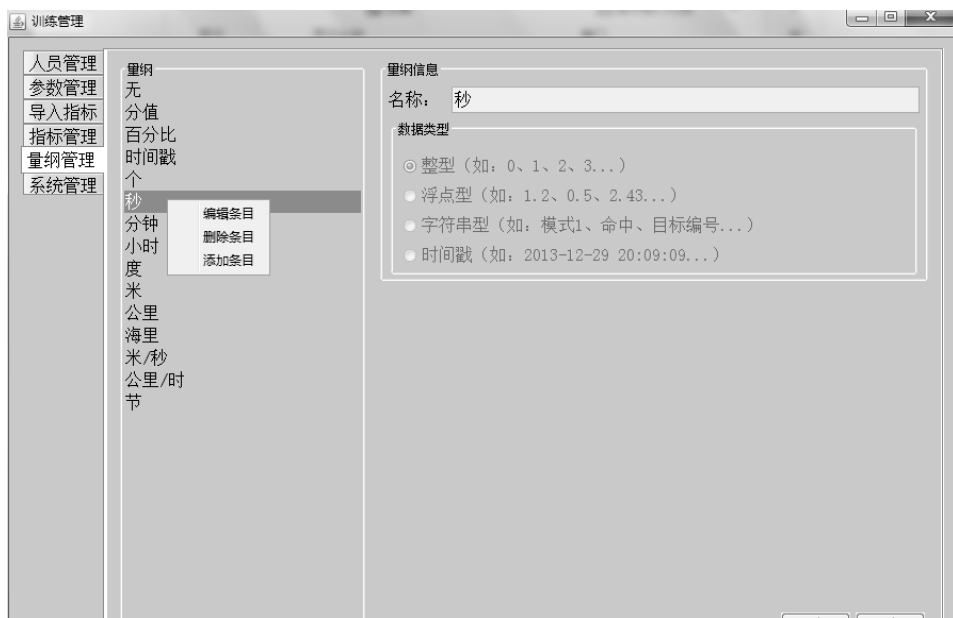 训练管理
人员管理
参数管理
导入指标
指标管理
量纲管理
系统管理
量纲
无
分值
百分比
时间戳
个
秒
分钟
小时
度
米
公里
海里
米/秒
公里/时
节
编辑条目
删除条目
添加条目
量纲信息
名称： 秒
数据类型
整型（如：0、1、2、3...）
浮点型（如：1.2、0.5、2.43...）
字符串型（如：模式1、命中、目标编号...）
时间戳（如：2013-12-29 20:09:09...）